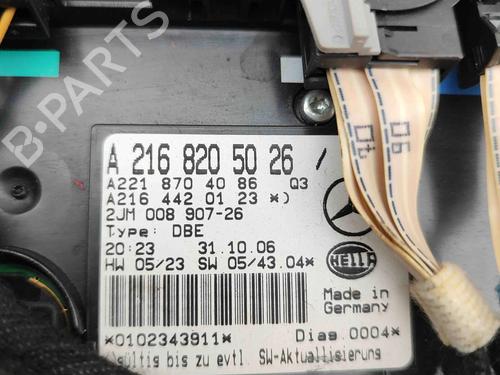 A 216 820 50 26 /
A221 870 40 86 Q3
A216 442 01 23 *)
2JM 008 907-26
Type: DBE
20:23 31.10.06
HW 05/23 SW 05/43.04*
HELLA
Made in
Germany
*0102343911* Diag 0004*
gültig bis zu evtl. SW-Aktuallisierung
B PARTS